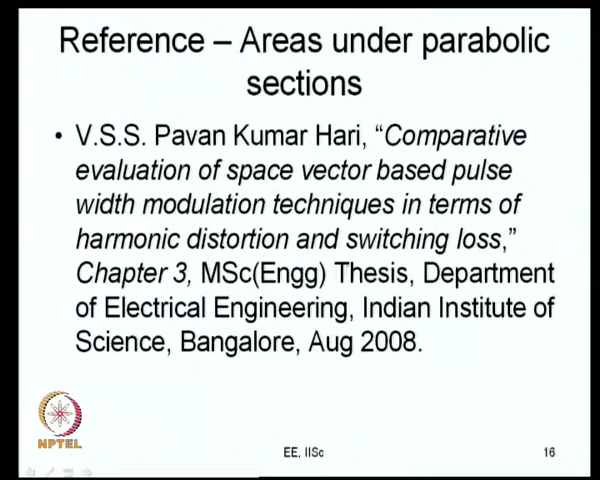 Reference – Areas under parabolic
sections
• V.S.S. Pavan Kumar Hari, “Comparative
evaluation of space vector based pulse
width modulation techniques in terms of
harmonic distortion and switching loss,”
Chapter 3, MSc(Engg) Thesis, Department
of Electrical Engineering, Indian Institute of
Science, Bangalore, Aug 2008.
NPTEL
EE, IISc
16